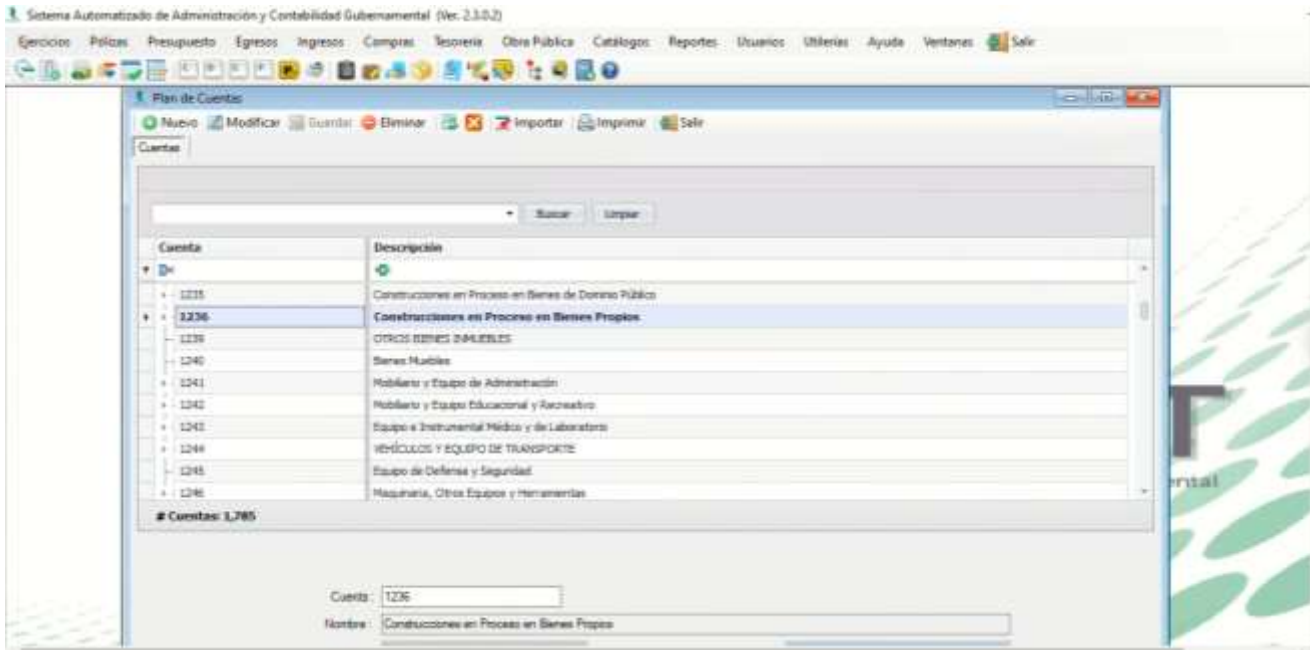 Sistema Automatizado de Administración y Contabilidad Gubernamental (Ver. 2.3.0.2)
Ejercicios Pólizas Presupuesto Egresos Ingresos Compras Tesorería Obra Pública Catálogos Reportes Usuarios Utilerías Ayuda Ventanas Salir
Plan de Cuentas
Nuevo Modificar Guardar Eliminar Importar Imprimir Salir
Cuentas
Buscar Limpiar
Cuenta Descripción
1235 Construcciones en Proceso en Bienes de Dominio Público
1236 Construcciones en Proceso en Bienes Propios
1239 OTROS BIENES INMUEBLES
1240 Bienes Muebles
1241 Mobiliario y Equipo de Administración
1242 Mobiliario y Equipo Educacional y Recreativo
1243 Equipo e Instrumental Médico y de Laboratorio
1244 VEHÍCULOS Y EQUIPO DE TRANSPORTE
1245 Equipo de Defensa y Seguridad
1246 Maquinaria, Otros Equipos y Herramientas
# Cuentas: 1,785
T
ental
Cuenta: 1236
Nombre: Construcciones en Proceso en Bienes Propios